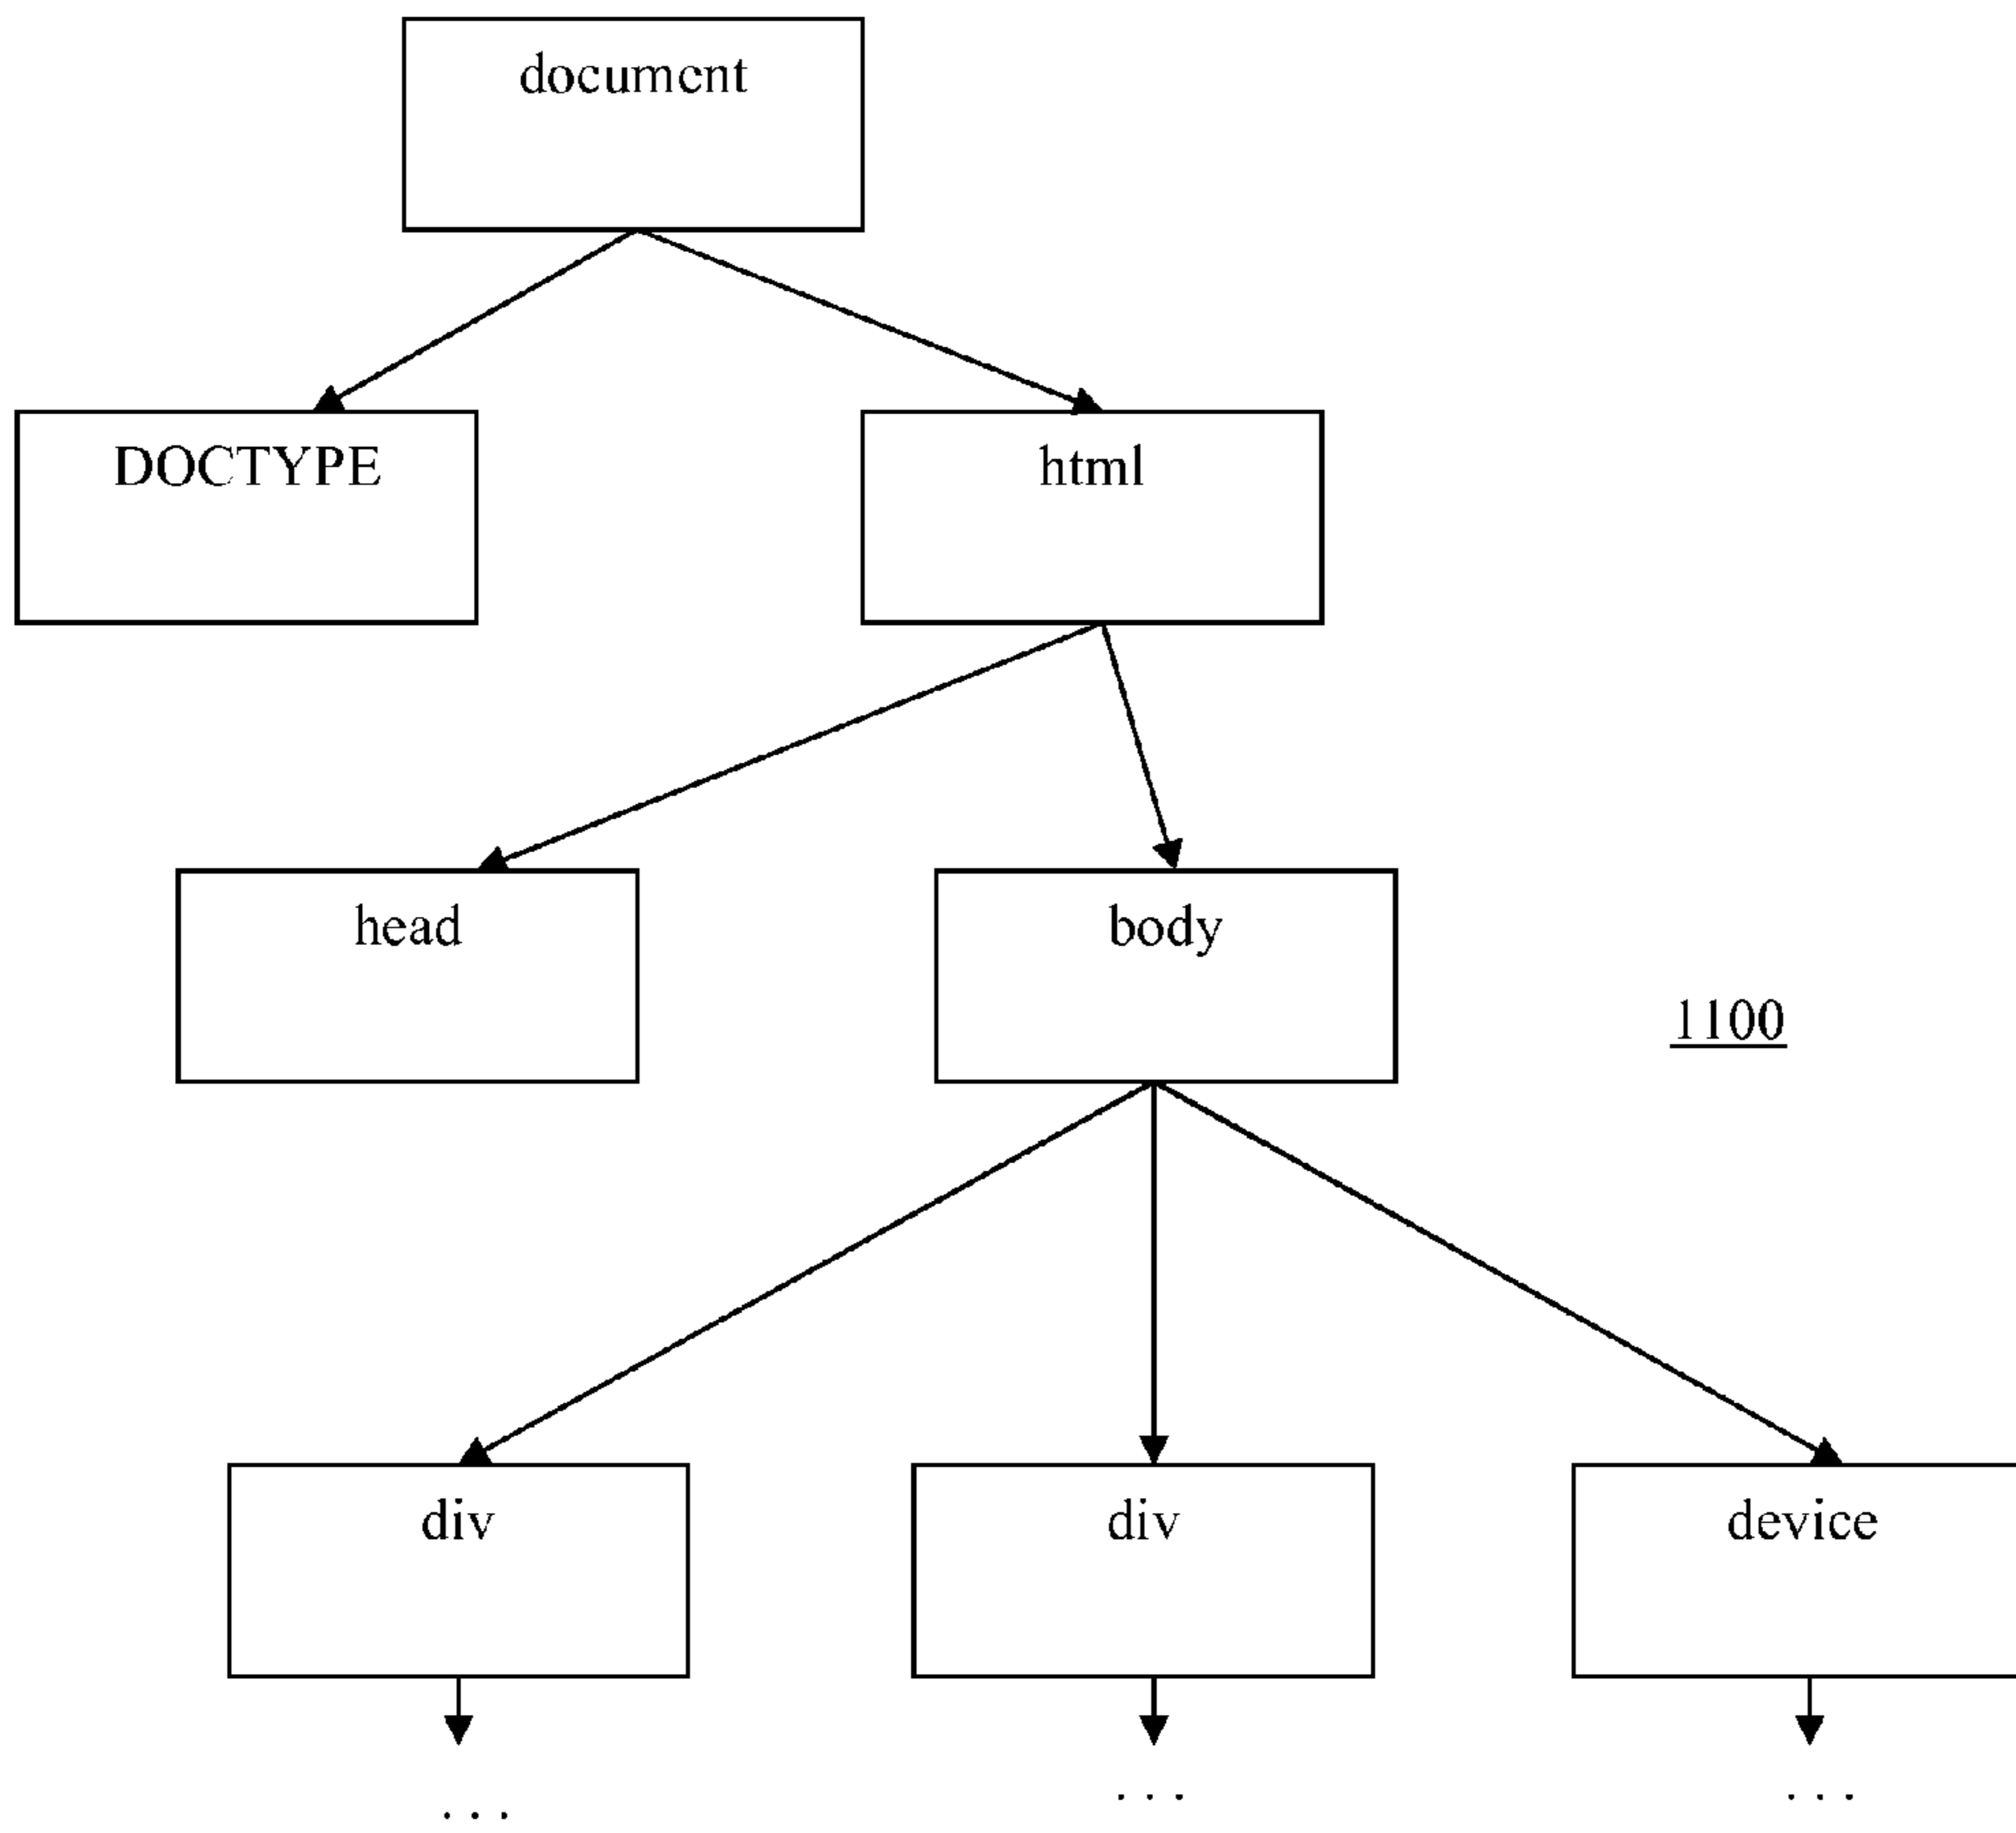 document
DOCTYPE
html
head
body
1100
div
div
device
. . .
. . .
. . .